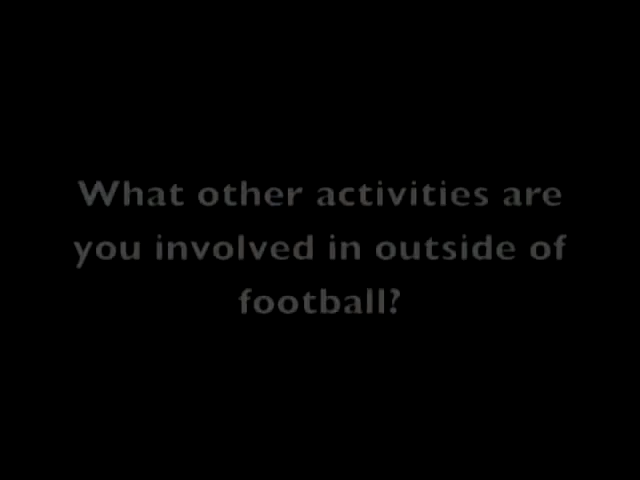 What other activities are
you involved in outside of
football?